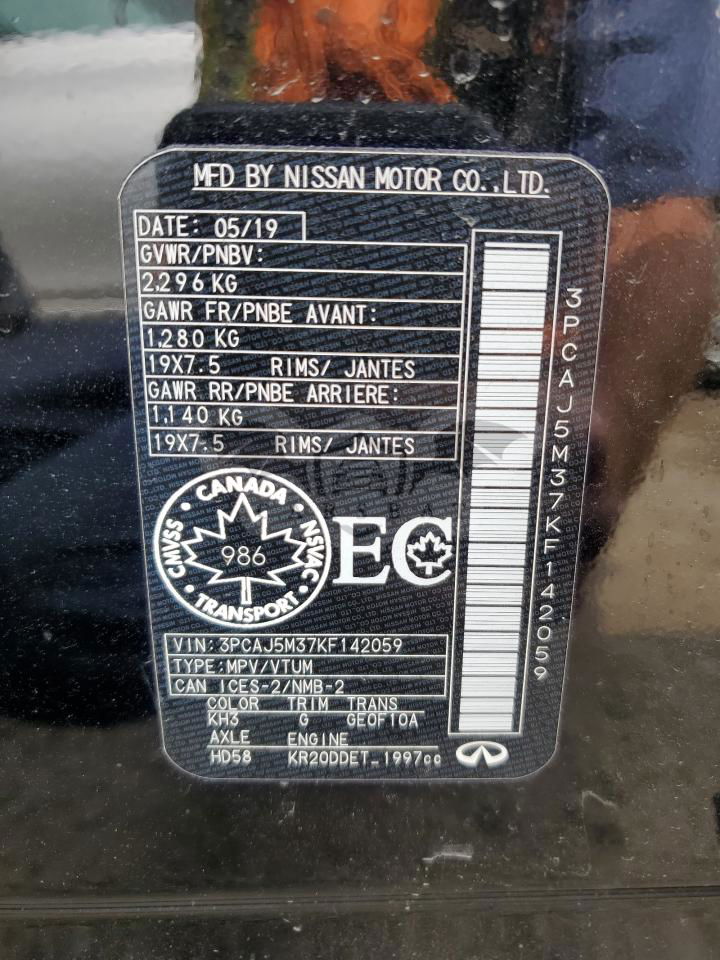 MFD BY NISSAN MOTOR CO.,LTD.
DATE: 05/19
GVWR/PNBV:
2,296 KG
GAWR FR/PNBE AVANT:
1,280 KG
19X7.5 RIMS/ JANTES
GAWR RR/PNBE ARRIERE:
1,140 KG
19X7.5 RIMS/ JANTES
3PCAJ5M37KF142059
CANADA
CMVSS
NSVAC
986
TRANSPORT
EC
VIN:3PCAJ5M37KF142059
TYPE:MPV/VTUM
CAN ICES-2/NMB-2
COLOR TRIM TRANS
KH3 G GE0F10A
AXLE ENGINE
HD58 KR20DDET_1997cc